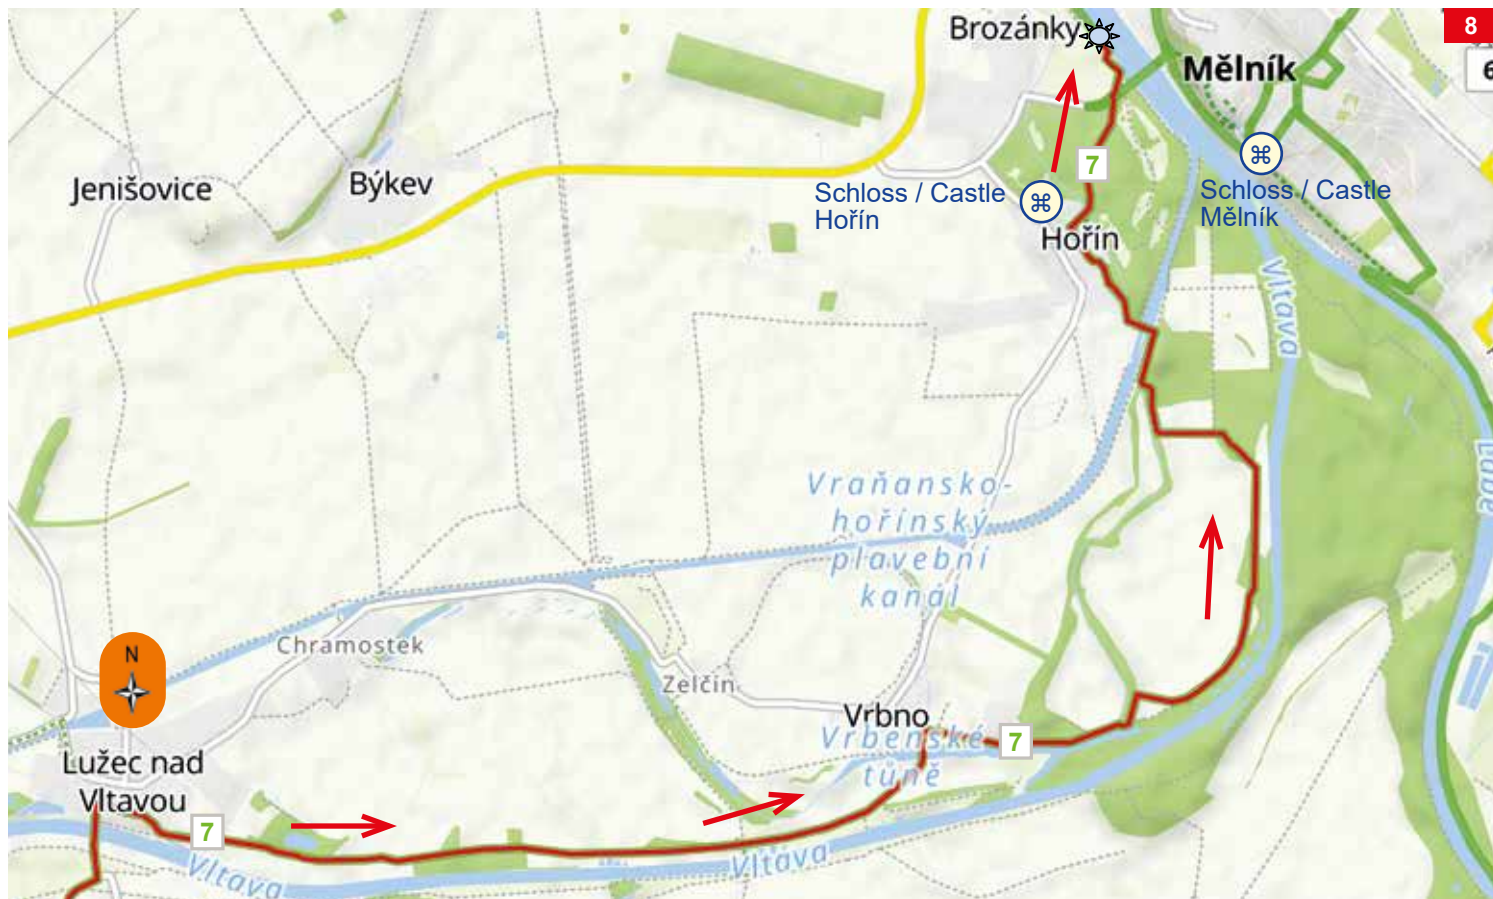 Brozánky
8
Mělník
6
7
Jenišovice
Býkev
Schloss / Castle
Hořín
Schloss / Castle
Mělník
Hořín
Vltava
Labe
Vraňansko-
hořínský
plavební
kanál
Chramostek
N
Zelčín
Vrbno
Vrbenské
tůně
7
Lužec nad
Vltavou
7
Vltava
Vltava